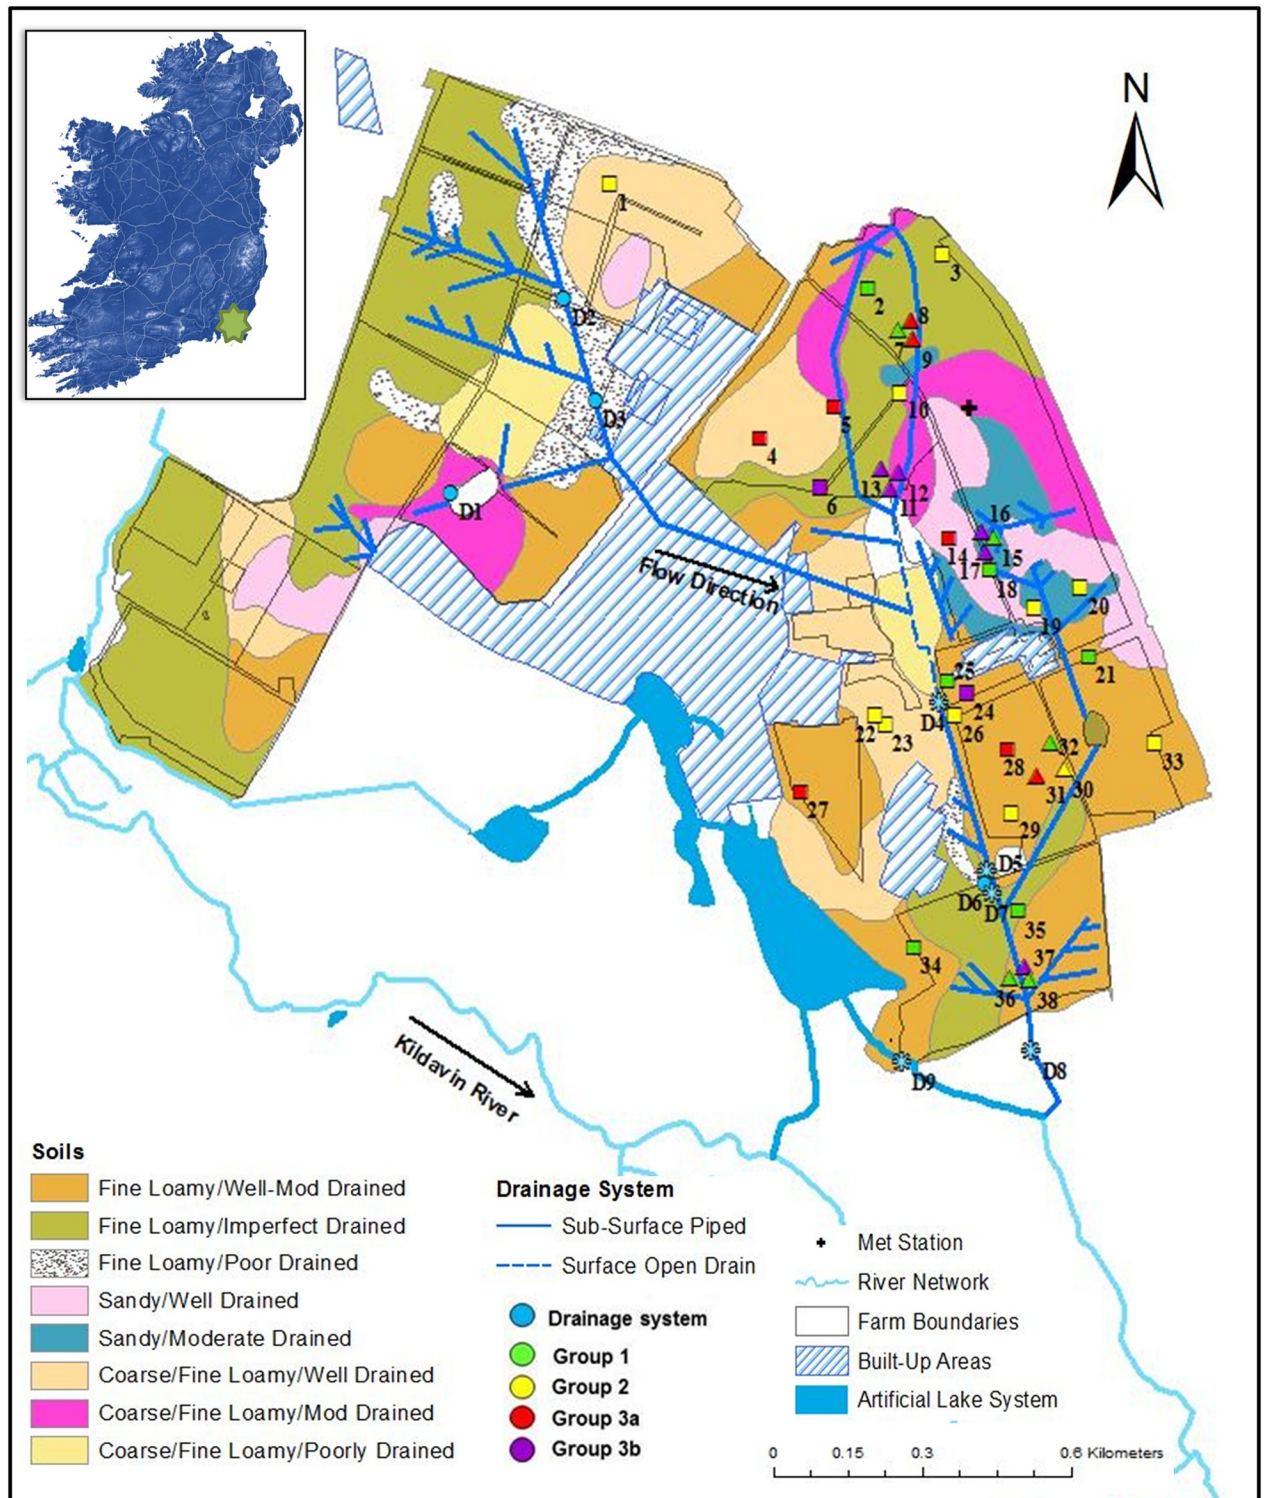 N
1
2
3
8
7
9
D2
10
D3
5
4
6
13
12
11
D1
16
14
15
17
18
20
19
Flow Direction
21
25
24
D4
26
22
23
28
32
33
31
30
27
29
D5
D6
D7
35
34
37
36
38
D8
D9
Kildavin River
Soils
Fine Loamy/Well-Mod Drained
Fine Loamy/Imperfect Drained
Fine Loamy/Poor Drained
Sandy/Well Drained
Sandy/Moderate Drained
Coarse/Fine Loamy/Well Drained
Coarse/Fine Loamy/Mod Drained
Coarse/Fine Loamy/Poorly Drained
Drainage System
Sub-Surface Piped
Surface Open Drain
Drainage system
Group 1
Group 2
Group 3a
Group 3b
Met Station
River Network
Farm Boundaries
Built-Up Areas
Artificial Lake System
0 0.15 0.3 0.6 Kilometers